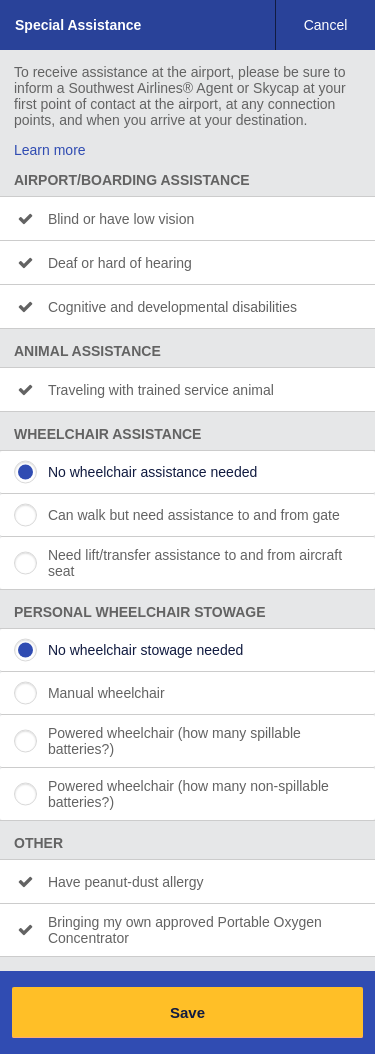 Special Assistance
Cancel
To receive assistance at the airport, please be sure to
inform a Southwest Airlines® Agent or Skycap at your
first point of contact at the airport, at any connection
points, and when you arrive at your destination.
Learn more
AIRPORT/BOARDING ASSISTANCE
Blind or have low vision
Deaf or hard of hearing
Cognitive and developmental disabilities
ANIMAL ASSISTANCE
Traveling with trained service animal
WHEELCHAIR ASSISTANCE
No wheelchair assistance needed
Can walk but need assistance to and from gate
Need lift/transfer assistance to and from aircraft
seat
PERSONAL WHEELCHAIR STOWAGE
No wheelchair stowage needed
Manual wheelchair
Powered wheelchair (how many spillable
batteries?)
Powered wheelchair (how many non-spillable
batteries?)
OTHER
Have peanut-dust allergy
Bringing my own approved Portable Oxygen
Concentrator
Save